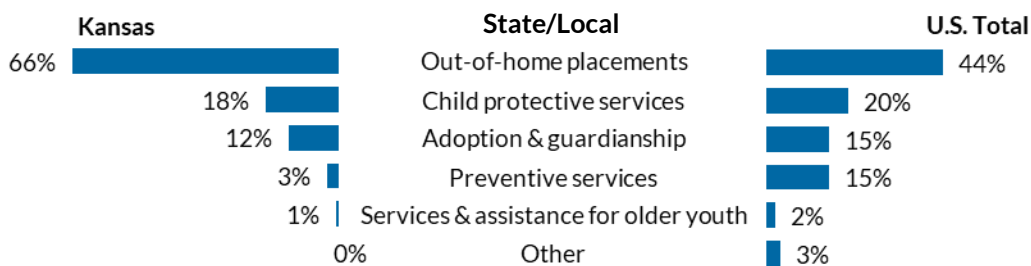 Kansas State/Local U.S. Total
66% Out-of-home placements 44%
18% Child protective services 20%
12% Adoption & guardianship 15%
3% Preventive services 15%
1% Services & assistance for older youth 2%
0% Other 3%